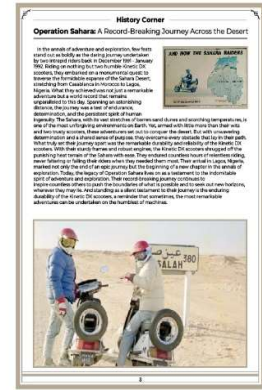 History Corner
Operation Sahara: A Record-Breaking Journey Across the Desert
In the annals of adventure and exploration, few feats
stand out as boldly as the daring journey undertaken
by two intrepid riders back in December 1991 - January
1992. Riding on nothing but two humble Kinetic DX
scooters, they embarked on a monumental quest: to
traverse the formidable expanse of the Sahara Desert,
stretching from Casablanca in Morocco to Lagos,
Nigeria. What they achieved was not just a remarkable
adventure but a world record that remains
unparalleled to this day. Spanning an astonishing
distance, the journey was a test of endurance,
determination, and the persistent spirit of human
ingenuity. The Sahara, with its vast stretches of barren sand dunes and scorching temperatures, is
one of the most unforgiving environments on Earth. Yet, armed with little more than their wits
and two trusty scooters, these adventurers set out to conquer the desert. But with unwavering
determination and a shared sense of purpose, they overcame every obstacle that lay in their path.
What truly set their journey apart was the remarkable durability and reliability of the Kinetic DX
scooters. With their sturdy frames and robust engines, the Kinetic DX scooters shrugged off the
punishing heat terrain of the Sahara with ease. They endured countless hours of relentless riding,
never faltering or failing their riders when they needed them most. Their arrival in Lagos, Nigeria,
marked not only the end of an epic journey but the beginning of a new chapter in the annals of
exploration. Today, the legacy of Operation Sahara lives on as a testament to the indomitable
spirit of adventure and exploration. Their record-breaking journey continues to
inspire countless others to push the boundaries of what is possible and to seek out new horizons,
wherever they lie. And standing as a silent testament to their journey is the enduring
durability of the Kinetic DX scooters, a reminder that sometimes, the most remarkable
adventures can be undertaken on the humblest of machines.
AND NOW THE SAHARA RAIDERS
SALAH 380
2